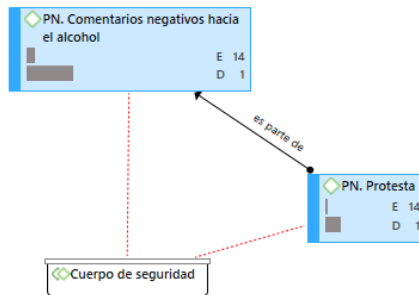 PN. Comentarios negativos hacia
el alcohol
E 14
D 1
es parte de
PN. Protesta
E 14
D 1
Cuerpo de seguridad